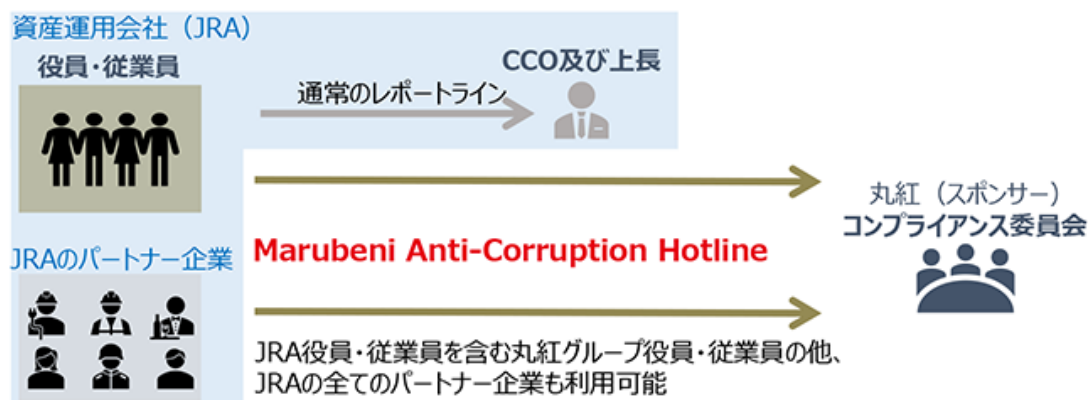 資産運用会社（JRA）
役員・従業員
CCO及び上長
通常のレポートライン
丸紅（スポンサー）
コンプライアンス委員会
JRAのパートナー企業
Marubeni Anti-Corruption Hotline
JRA役員・従業員を含む丸紅グループ役員・従業員の他、
JRAの全てのパートナー企業も利用可能